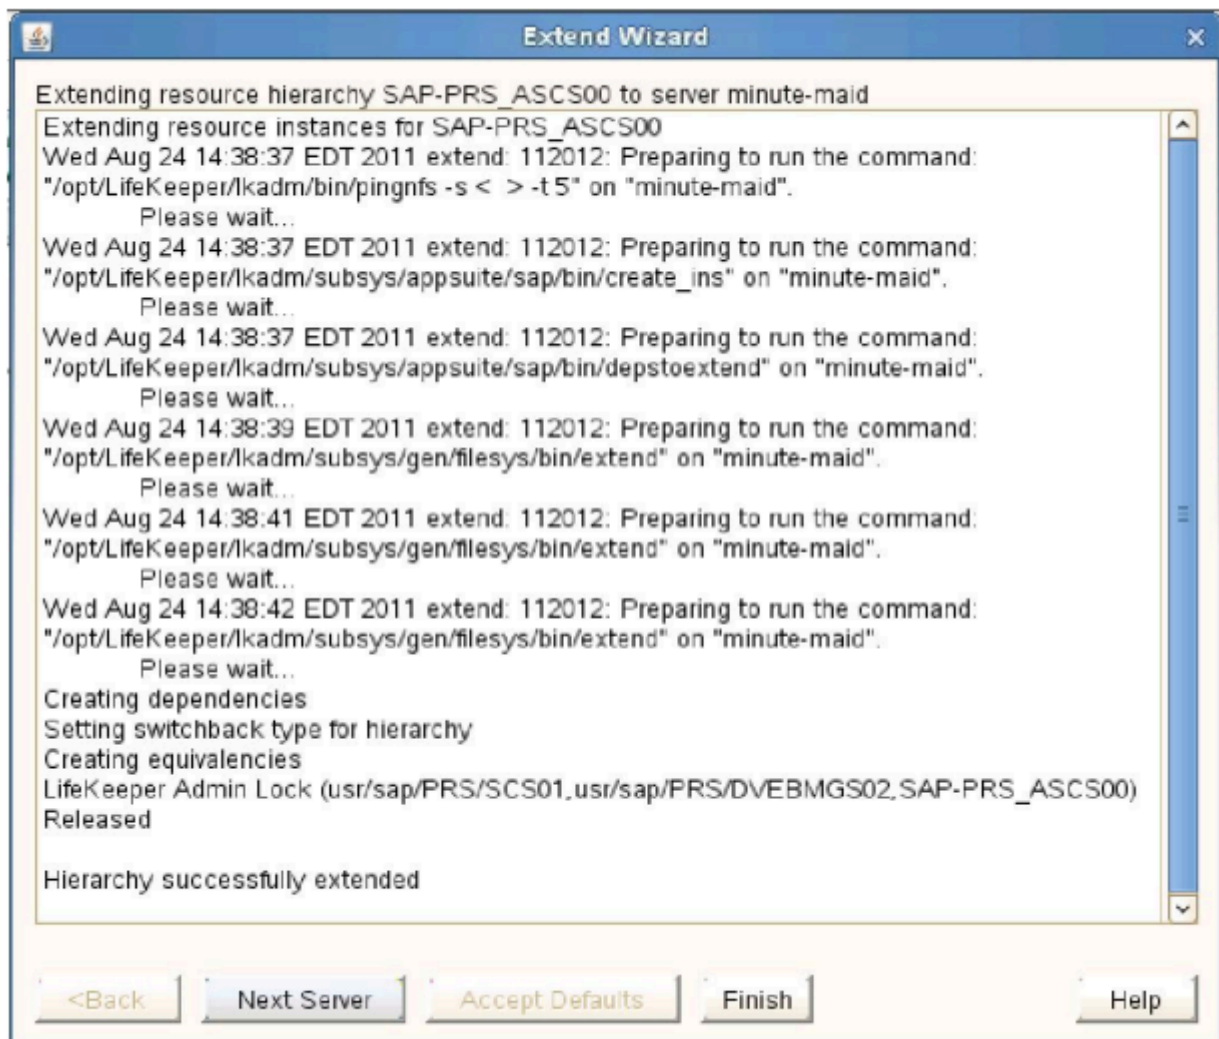 Extend Wizard
Extending resource hierarchy SAP-PRS_ASCS00 to server minute-maid
Extending resource instances for SAP-PRS_ASCS00
Wed Aug 24 14:38:37 EDT 2011 extend: 112012: Preparing to run the command:
"/opt/LifeKeeper/lkadm/bin/pingnfs -s < > -t 5" on "minute-maid".
Please wait...
Wed Aug 24 14:38:37 EDT 2011 extend: 112012: Preparing to run the command:
"/opt/LifeKeeper/lkadm/subsys/appsuite/sap/bin/create_ins" on "minute-maid".
Please wait...
Wed Aug 24 14:38:37 EDT 2011 extend: 112012: Preparing to run the command:
"/opt/LifeKeeper/lkadm/subsys/appsuite/sap/bin/depstoextend" on "minute-maid".
Please wait...
Wed Aug 24 14:38:39 EDT 2011 extend: 112012: Preparing to run the command:
"/opt/LifeKeeper/lkadm/subsys/gen/filesys/bin/extend" on "minute-maid".
Please wait...
Wed Aug 24 14:38:41 EDT 2011 extend: 112012: Preparing to run the command:
"/opt/LifeKeeper/lkadm/subsys/gen/filesys/bin/extend" on "minute-maid".
Please wait...
Wed Aug 24 14:38:42 EDT 2011 extend: 112012: Preparing to run the command:
"/opt/LifeKeeper/lkadm/subsys/gen/filesys/bin/extend" on "minute-maid".
Please wait...
Creating dependencies
Setting switchback type for hierarchy
Creating equivalencies
LifeKeeper Admin Lock (usr/sap/PRS/SCS01,usr/sap/PRS/DVEBMGS02,SAP-PRS_ASCS00)
Released
Hierarchy successfully extended
<Back Next Server Accept Defaults Finish Help